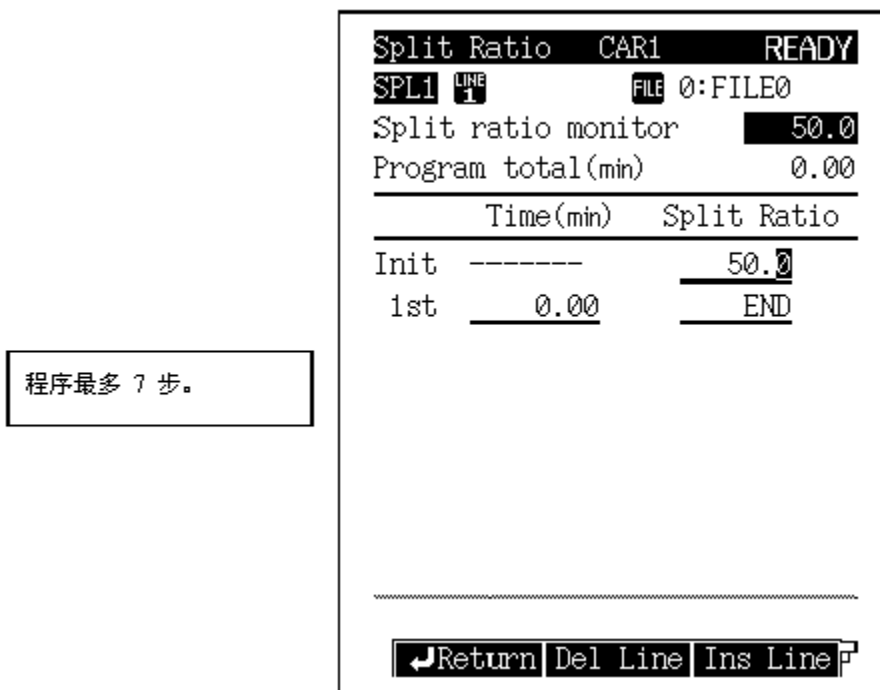 Split Ratio CAR1 READY
SPL1 LINE 1 FILE 0:FILE0
Split ratio monitor 50.0
Program total(min) 0.00
Time(min) Split Ratio
Init ------- 50.0
1st 0.00 END
程序最多 7 步。
↵Return Del Line Ins Line